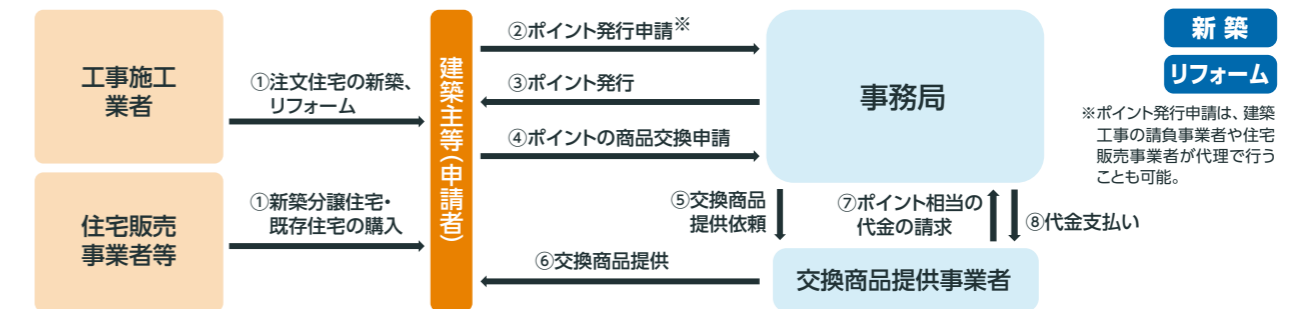 工事施工
業者
①注文住宅の新築、
リフォーム
住宅販売
事業者等
①新築分譲住宅・
既存住宅の購入
建築主等(申請者)
②ポイント発行申請※
③ポイント発行
④ポイントの商品交換申請
事務局
⑤交換商品
提供依頼
⑦ポイント相当の
代金の請求
⑧代金支払い
⑥交換商品提供
交換商品提供事業者
新築
リフォーム
※ポイント発行申請は、建築
工事の請負事業者や住宅
販売事業者が代理で行う
ことも可能。